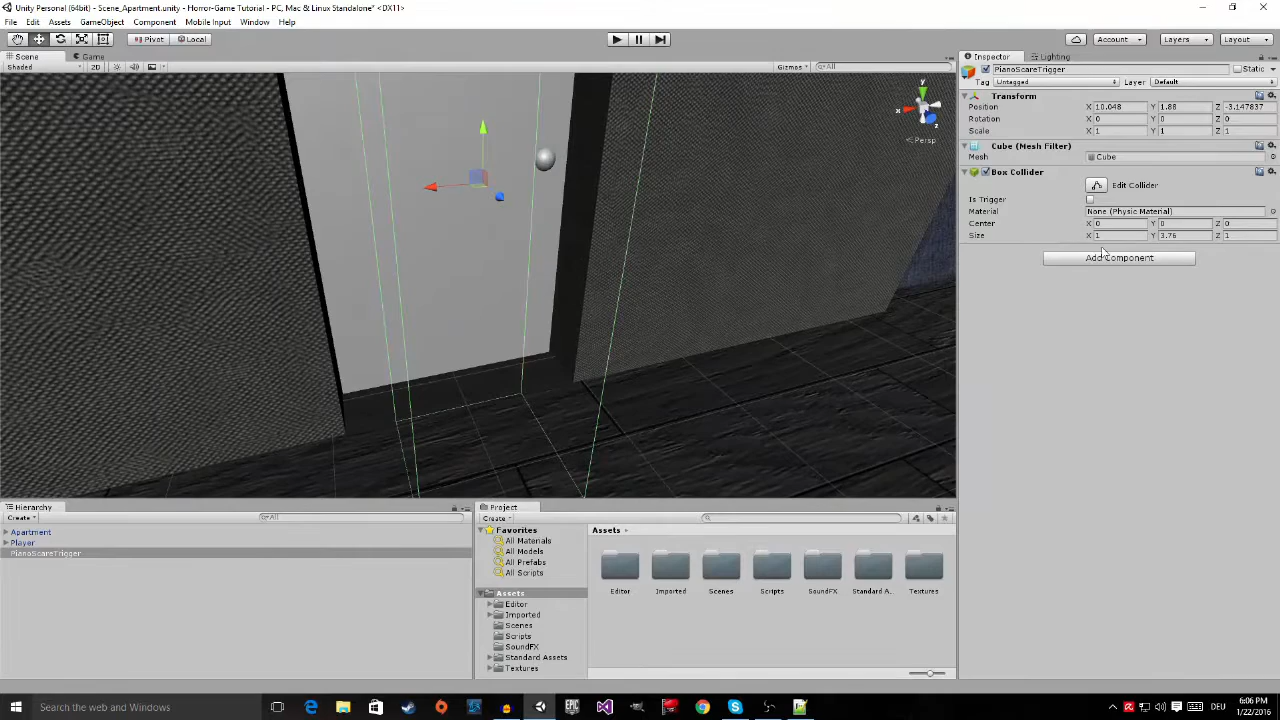 Unity Personal (64bit) - Scene_Apartment.unity - Horror-Game Tutorial - PC, Mac & Linux Standalone* <DX11>
File Edit Assets GameObject Component Mobile Input Window Help
Pivot Local Account Layers Layout
Scene Game
Shaded 2D Gizmos All
y
x
z
Persp
Inspector Lighting
PianoScareTrigger Static
Tag Untagged Layer Default
Transform
Position X 10.048 Y 1.88 Z -3.147837
Rotation X 0 Y 0 Z 0
Scale X 1 Y 1 Z 1
Cube (Mesh Filter)
Mesh Cube
Box Collider
Edit Collider
Is Trigger
Material None (Physic Material)
Center X 0 Y 0 Z 0
Size X 1 Y 3.76 Z 1
Add Component
Hierarchy
Create All
Apartment
Player
PianoScareTrigger
Project
Create
Favorites
All Materials
All Models
All Prefabs
All Scripts
Assets
Editor
Imported
Scenes
Scripts
SoundFX
Standard Assets
Textures
Assets
Editor Imported Scenes Scripts SoundFX Standard A... Textures
Search the web and Windows
DEU
6:06 PM
1/22/2016